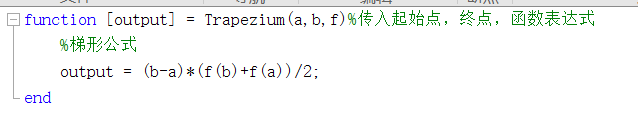 function [output] = Trapezium(a,b,f)%传入起始点，终点，函数表达式
%梯形公式
output = (b-a)*(f(b)+f(a))/2;
end